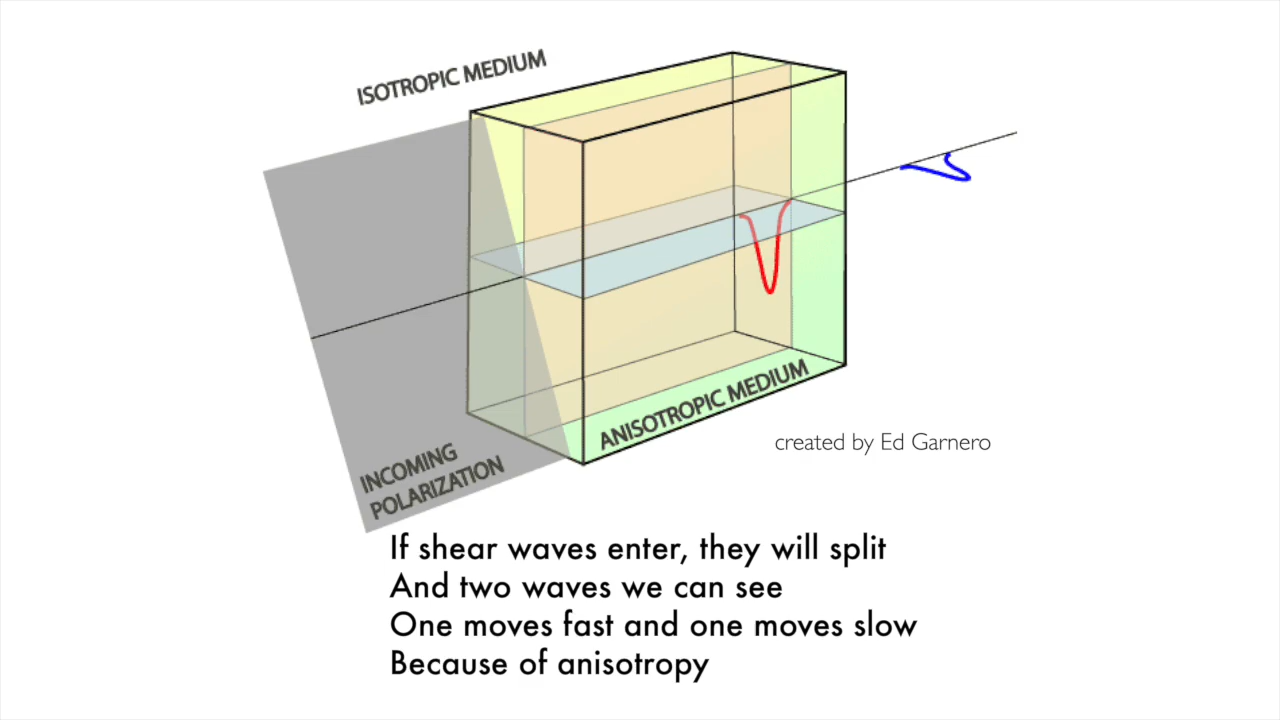 ISOTROPIC MEDIUM
ANISOTROPIC MEDIUM
created by Ed Garnero
INCOMING
POLARIZATION
If shear waves enter, they will split
And two waves we can see
One moves fast and one moves slow
Because of anisotropy